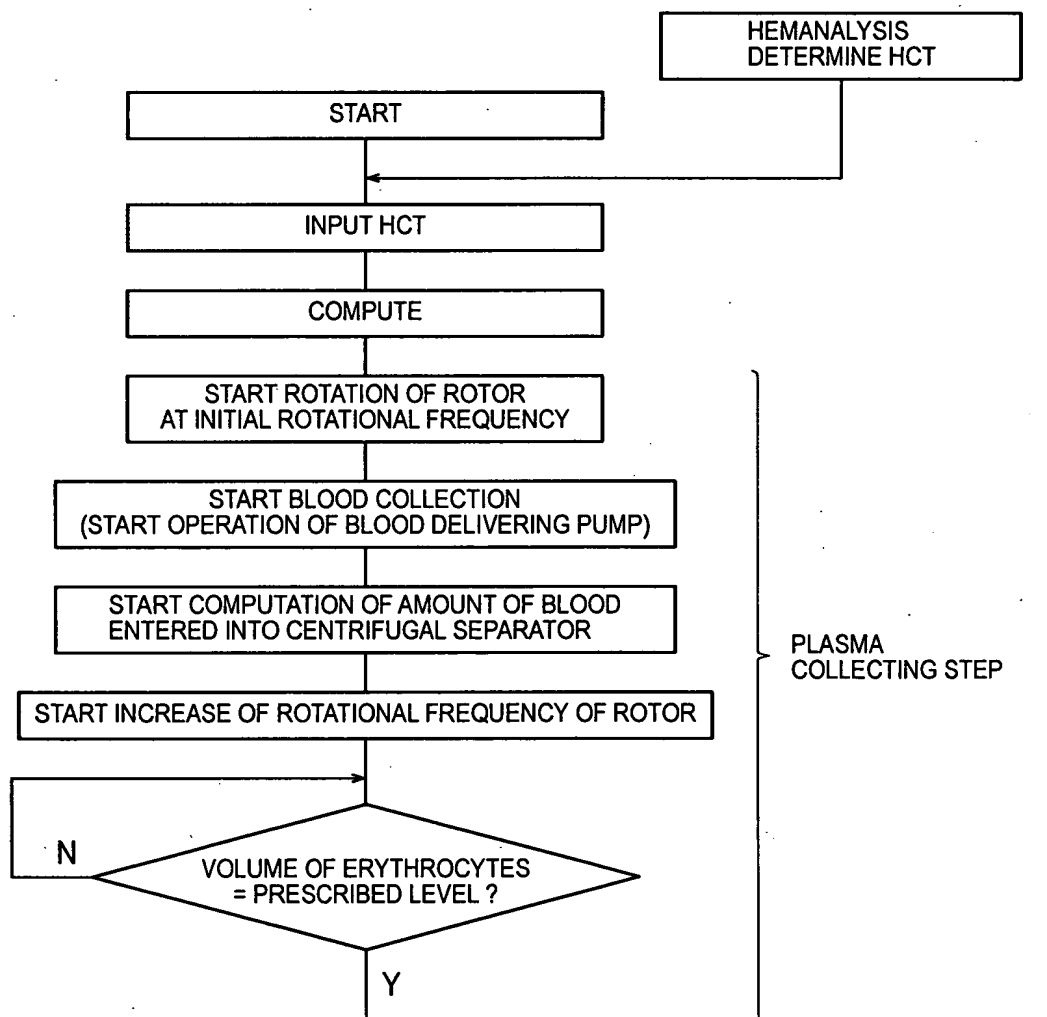 HEMANALYSIS
DETERMINE HCT
START
INPUT HCT
COMPUTE
START ROTATION OF ROTOR
AT INITIAL ROTATIONAL FREQUENCY
START BLOOD COLLECTION
(START OPERATION OF BLOOD DELIVERING PUMP)
START COMPUTATION OF AMOUNT OF BLOOD
ENTERED INTO CENTRIFUGAL SEPARATOR
PLASMA
COLLECTING STEP
START INCREASE OF ROTATIONAL FREQUENCY OF ROTOR
N
VOLUME OF ERYTHROCYTES
= PRESCRIBED LEVEL ?
Y